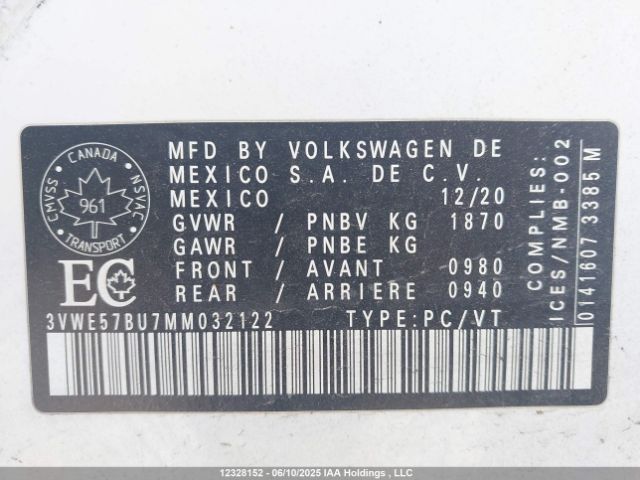 MFD BY VOLKSWAGEN DE
MEXICO S.A. DE C.V.
MEXICO 12/20
GVWR / PNBV KG 1870
GAWR / PNBE KG
FRONT / AVANT 0980
REAR / ARRIERE 0940
CANADA
CMVSS
NSVAC
961
TRANSPORT
EC
3VWE57BU7MM032122 TYPE:PC/VT
COMPLIES:
ICES/NMB-002
01416073385M
12328152 - 06/10/2025 IAA Holdings , LLC